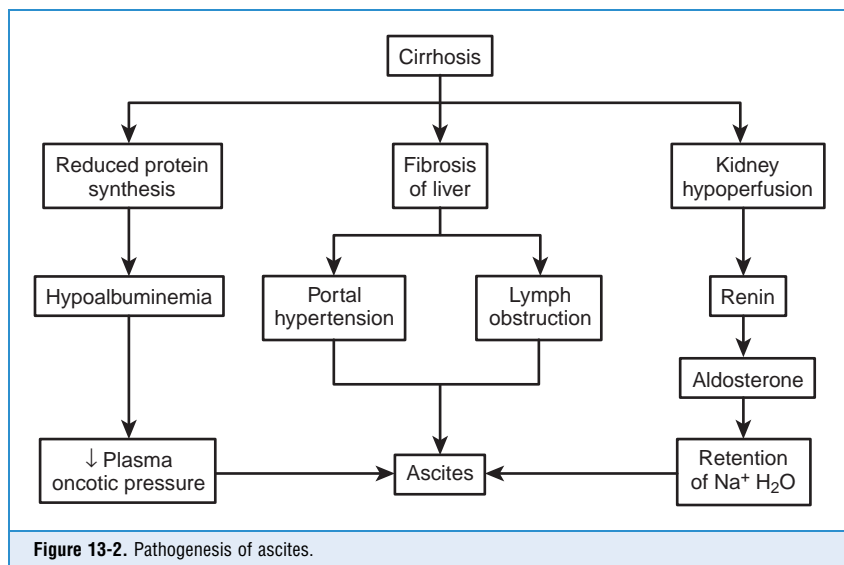 Cirrhosis
Reduced protein
synthesis
Fibrosis
of liver
Kidney
hypoperfusion
Hypoalbuminemia
Portal
hypertension
Lymph
obstruction
Renin
Aldosterone
↓ Plasma
oncotic pressure
Ascites
Retention
of Na⁺ H₂O
Figure 13-2. Pathogenesis of ascites.